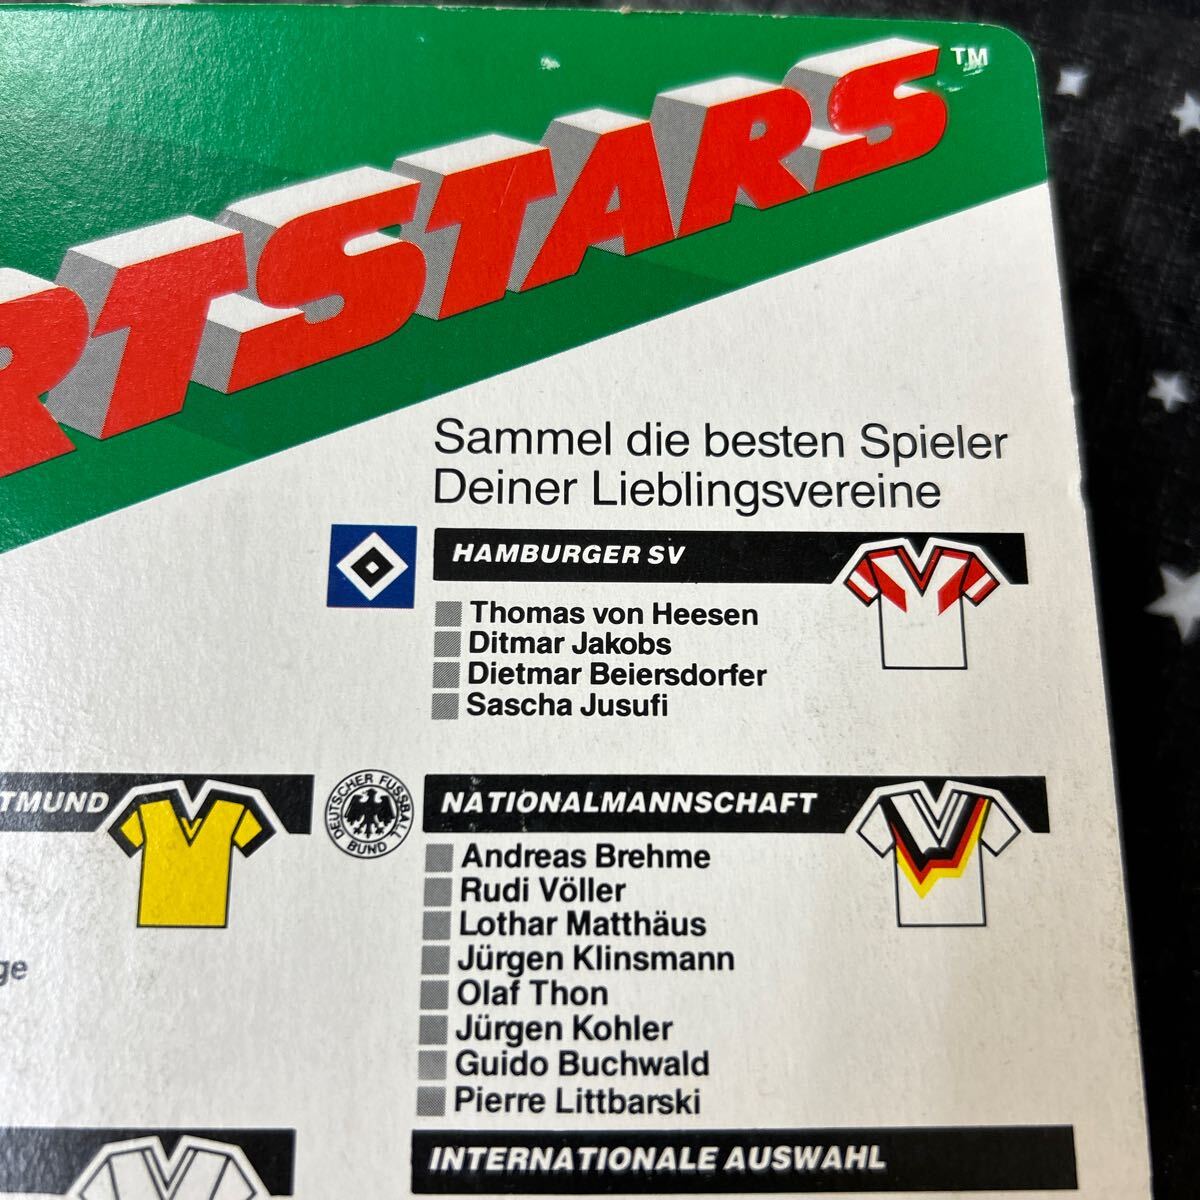 RTSTARS™
Sammel die besten Spieler
Deiner Lieblingsvereine
HAMBURGER SV
Thomas von Heesen
Ditmar Jakobs
Dietmar Beiersdorfer
Sascha Jusufi
TMUND
ge
DEUTSCHER FUSSBALL BUND
NATIONALMANNSCHAFT
Andreas Brehme
Rudi Völler
Lothar Matthäus
Jürgen Klinsmann
Olaf Thon
Jürgen Kohler
Guido Buchwald
Pierre Littbarski
INTERNATIONALE AUSWAHL